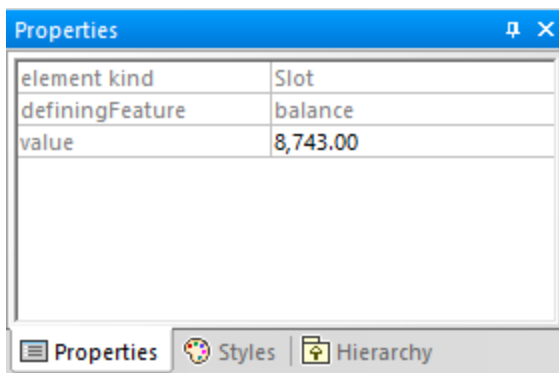 Properties
element kind Slot
definingFeature balance
value 8,743.00
Properties Styles Hierarchy